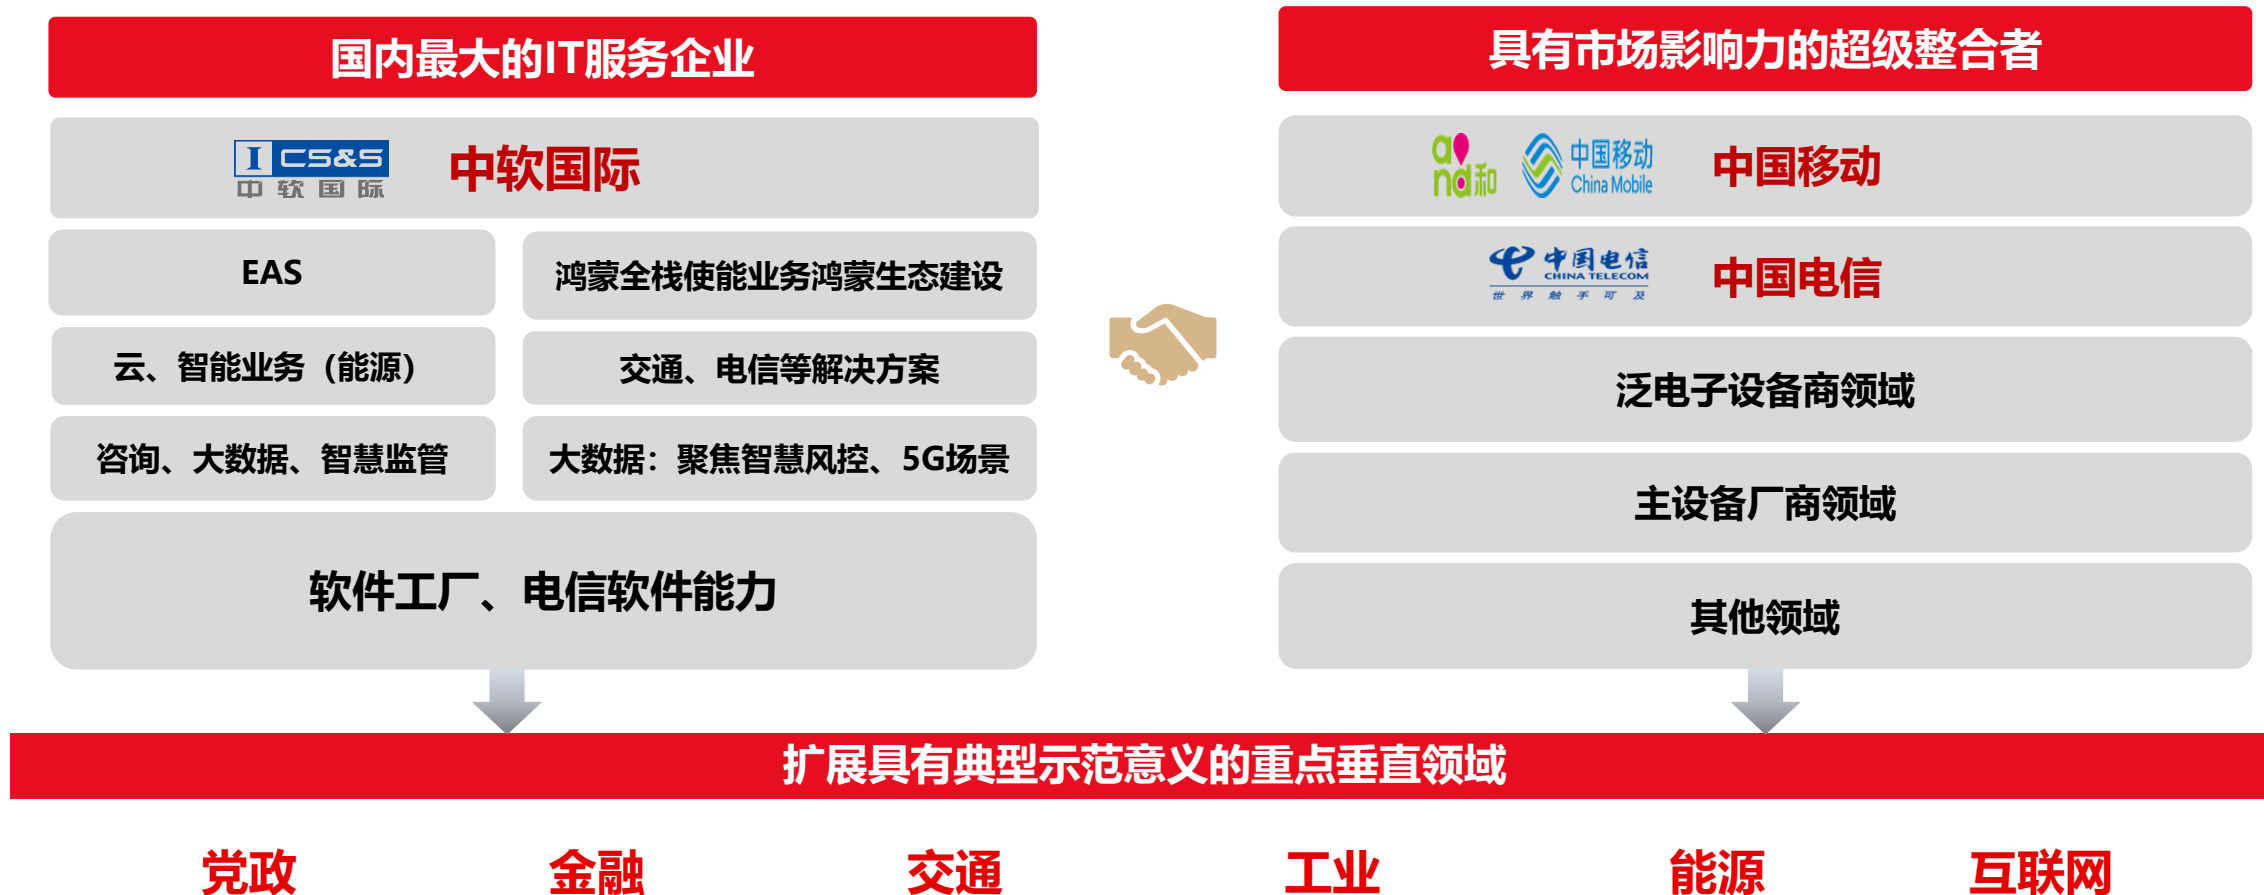 国内最大的IT服务企业
I CS&S
中软国际
中软国际
EAS
鸿蒙全栈使能业务鸿蒙生态建设
云、智能业务（能源）
交通、电信等解决方案
咨询、大数据、智慧监管
大数据：聚焦智慧风控、5G场景
软件工厂、电信软件能力
具有市场影响力的超级整合者
and和
中国移动
China Mobile
中国移动
中国电信
CHINA TELECOM
世界触手可及
中国电信
泛电子设备商领域
主设备厂商领域
其他领域
扩展具有典型示范意义的重点垂直领域
党政
金融
交通
工业
能源
互联网